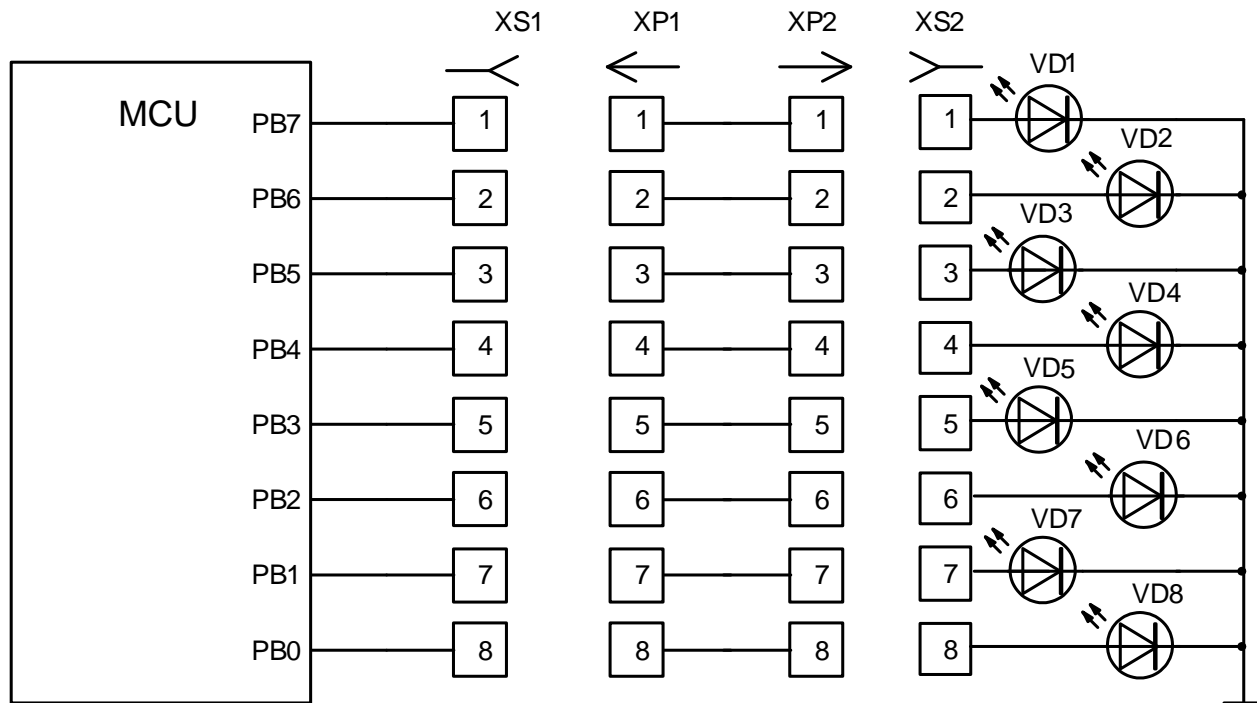 XS1 XP1 XP2 XS2
VD1
MCU PB7 1 1 1 1
VD2
PB6 2 2 2 2
VD3
PB5 3 3 3 3
VD4
PB4 4 4 4 4
VD5
PB3 5 5 5 5
VD6
PB2 6 6 6 6
VD7
PB1 7 7 7 7
VD8
PB0 8 8 8 8